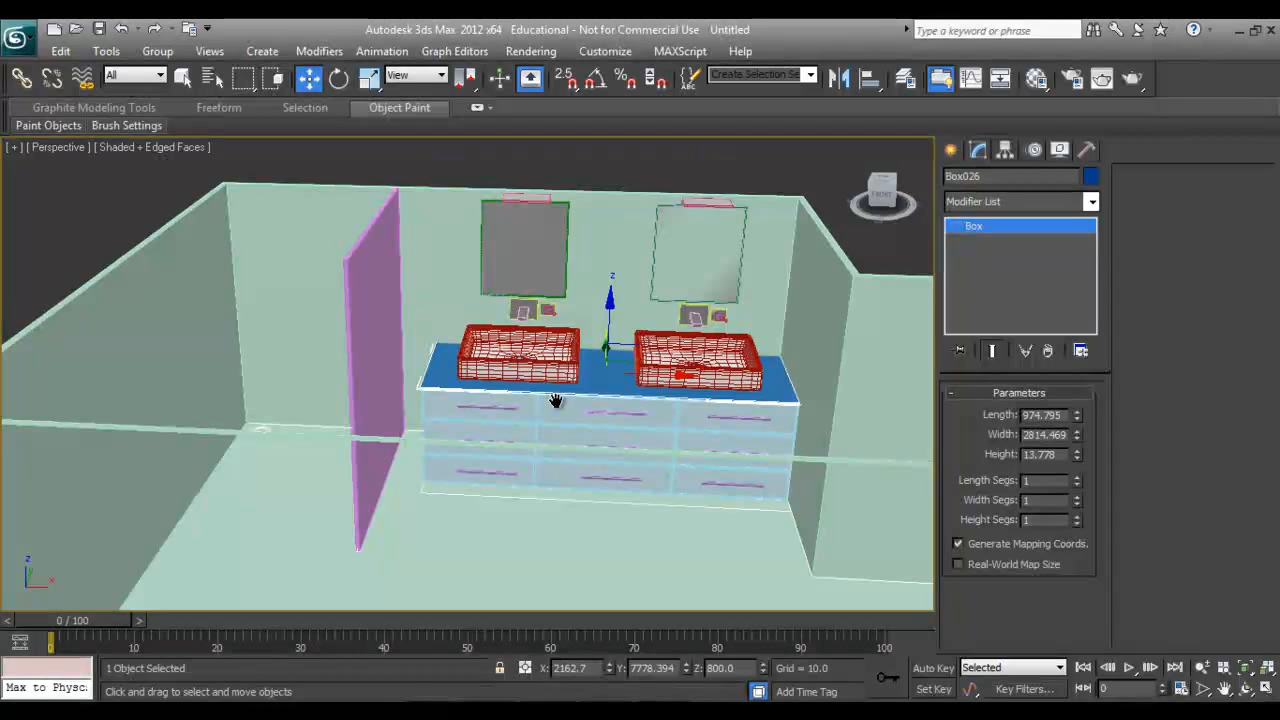 Autodesk 3ds Max 2012 x64 Educational - Not for Commercial Use Untitled
Type a keyword or phrase
Edit Tools Group Views Create Modifiers Animation Graph Editors Rendering Customize MAXScript Help
All View 2.5 Create Selection Se
Graphite Modeling Tools Freeform Selection Object Paint
Paint Objects Brush Settings
[ + ] [ Perspective ] [ Shaded + Edged Faces ]
FRONT
Box026
Modifier List
Box
z
Parameters
Length: 974.795
Width: 2814.469
Height: 13.778
Length Segs: 1
Width Segs: 1
Height Segs: 1
Generate Mapping Coords.
Real-World Map Size
z
y
x
< 0 / 100 >
0 10 20 30 40 50 60 70 80 90 100
1 Object Selected X: 2162.7 Y: 7778.394 Z: 800.0 Grid = 10.0 Auto Key Selected
Max to Physc: Click and drag to select and move objects Add Time Tag Set Key Key Filters... 0